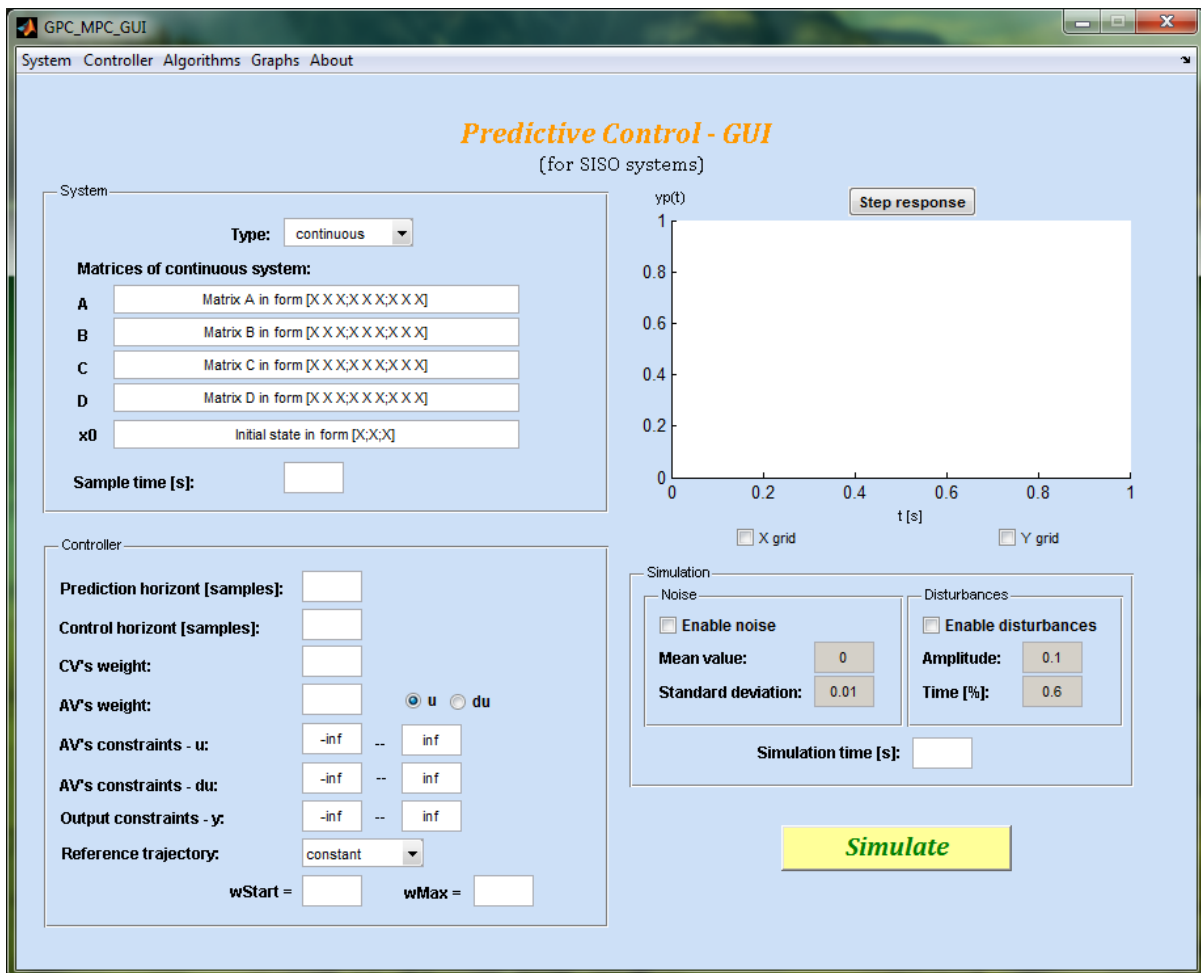 GPC_MPC_GUI
System Controller Algorithms Graphs About
Predictive Control - GUI
(for SISO systems)
System
Type: continuous
Matrices of continuous system:
A Matrix A in form [X X X;X X X;X X X]
B Matrix B in form [X X X;X X X;X X X]
C Matrix C in form [X X X;X X X;X X X]
D Matrix D in form [X X X;X X X;X X X]
x0 Initial state in form [X;X;X]
Sample time [s]:
yp(t)
Step response
1
0.8
0.6
0.4
0.2
0
0 0.2 0.4 0.6 0.8 1
t [s]
X grid Y grid
Controller
Prediction horizont [samples]:
Control horizont [samples]:
CV's weight:
AV's weight: u du
AV's constraints - u: -inf -- inf
AV's constraints - du: -inf -- inf
Output constraints - y: -inf -- inf
Reference trajectory: constant
wStart = wMax =
Simulation
Noise
Enable noise
Mean value: 0
Standard deviation: 0.01
Disturbances
Enable disturbances
Amplitude: 0.1
Time [%]: 0.6
Simulation time [s]:
Simulate